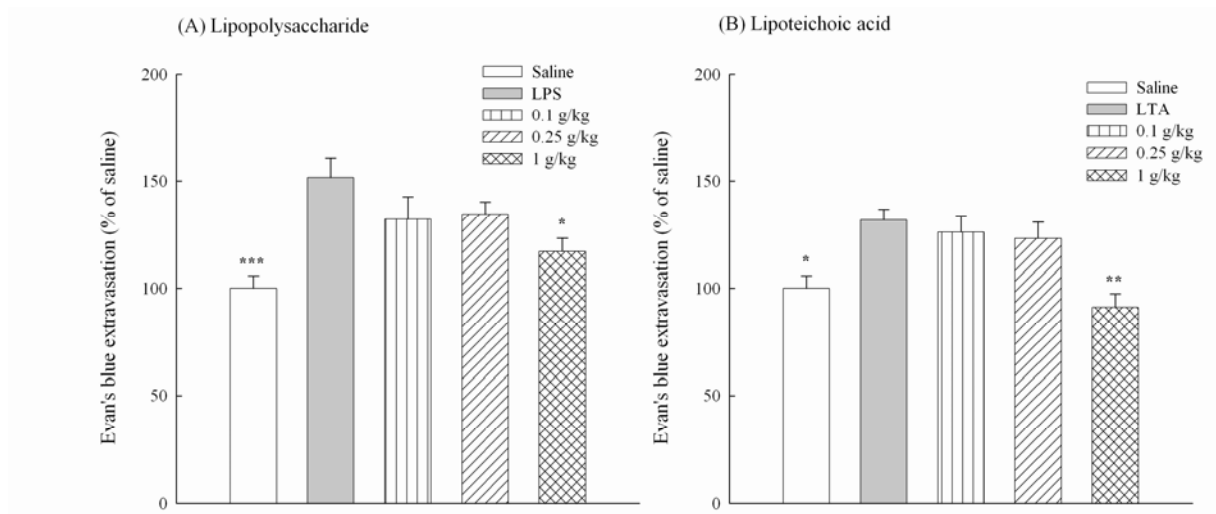 (A) Lipopolysaccharide
Evan's blue extravasation (% of saline)
200
150
100
50
0
Saline
LPS
0.1 g/kg
0.25 g/kg
1 g/kg
***
*
(B) Lipoteichoic acid
Evan's blue extravasation (% of saline)
200
150
100
50
0
Saline
LTA
0.1 g/kg
0.25 g/kg
1 g/kg
*
**